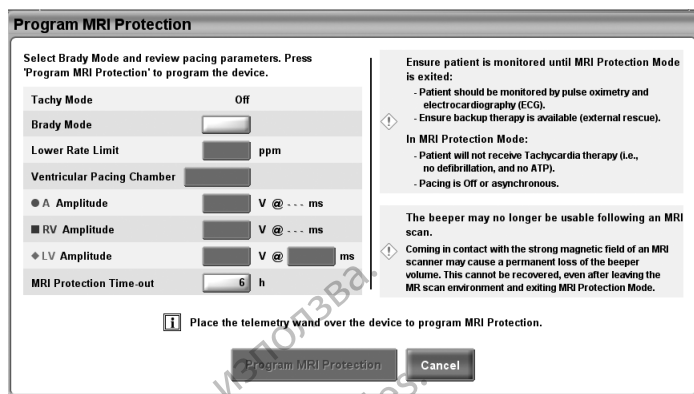 Program MRI Protection
Select Brady Mode and review pacing parameters. Press
'Program MRI Protection' to program the device.
Tachy Mode Off
Brady Mode
Lower Rate Limit ppm
Ventricular Pacing Chamber
A Amplitude V @ --- ms
RV Amplitude V @ --- ms
LV Amplitude V @ ms
MRI Protection Time-out 6 h
Ensure patient is monitored until MRI Protection Mode
is exited:
- Patient should be monitored by pulse oximetry and
electrocardiography (ECG).
- Ensure backup therapy is available (external rescue).
In MRI Protection Mode:
- Patient will not receive Tachycardia therapy (i.e.,
no defibrillation, and no ATP).
- Pacing is Off or asynchronous.
The beeper may no longer be usable following an MRI
scan.
Coming in contact with the strong magnetic field of an MRI
scanner may cause a permanent loss of the beeper
volume. This cannot be recovered, even after leaving the
MR scan environment and exiting MRI Protection Mode.
i Place the telemetry wand over the device to program MRI Protection.
Program MRI Protection Cancel